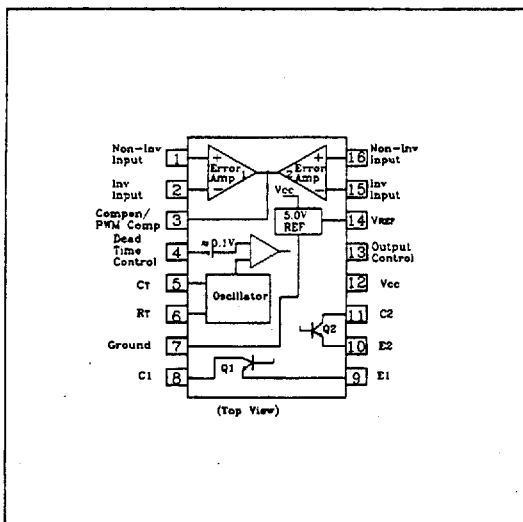 Non-Inv Input 1
Inv Input 2
Compen/ PWM Comp 3
Dead Time Control 4
CT 5
RT 6
Ground 7
C1 8
+
−
Error Amp 1
+
−
2 Error Amp
Vcc
5.0V REF
≈0.1V
Oscillator
Q1
Q2
16 Non-Inv Input
15 Inv Input
14 VREF
13 Output Control
12 Vcc
11 C2
10 E2
9 E1
(Top View)